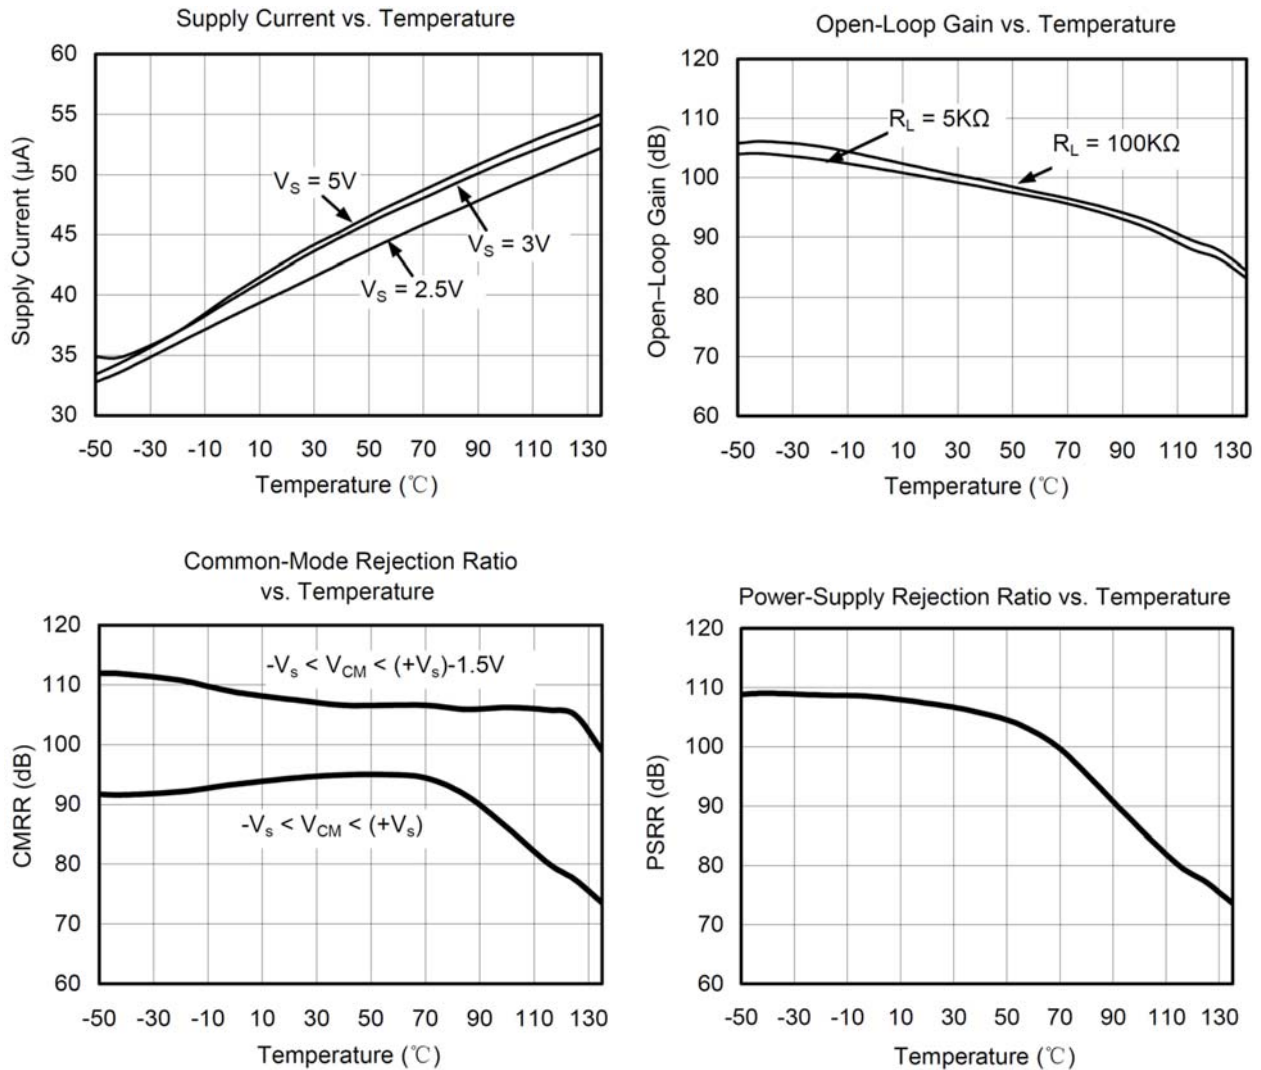 Supply Current vs. Temperature
60
55
50
45
40
35
30
Supply Current (µA)
V_S = 5V
V_S = 3V
V_S = 2.5V
-50 -30 -10 10 30 50 70 90 110 130
Temperature (℃)
Open-Loop Gain vs. Temperature
120
110
100
90
80
70
60
Open–Loop Gain (dB)
R_L = 5KΩ
R_L = 100KΩ
-50 -30 -10 10 30 50 70 90 110 130
Temperature (℃)
Common-Mode Rejection Ratio
vs. Temperature
120
110
100
90
80
70
60
CMRR (dB)
-V_s < V_CM < (+V_s)-1.5V
-V_s < V_CM < (+V_s)
-50 -30 -10 10 30 50 70 90 110 130
Temperature (℃)
Power-Supply Rejection Ratio vs. Temperature
120
110
100
90
80
70
60
PSRR (dB)
-50 -30 -10 10 30 50 70 90 110 130
Temperature (℃)